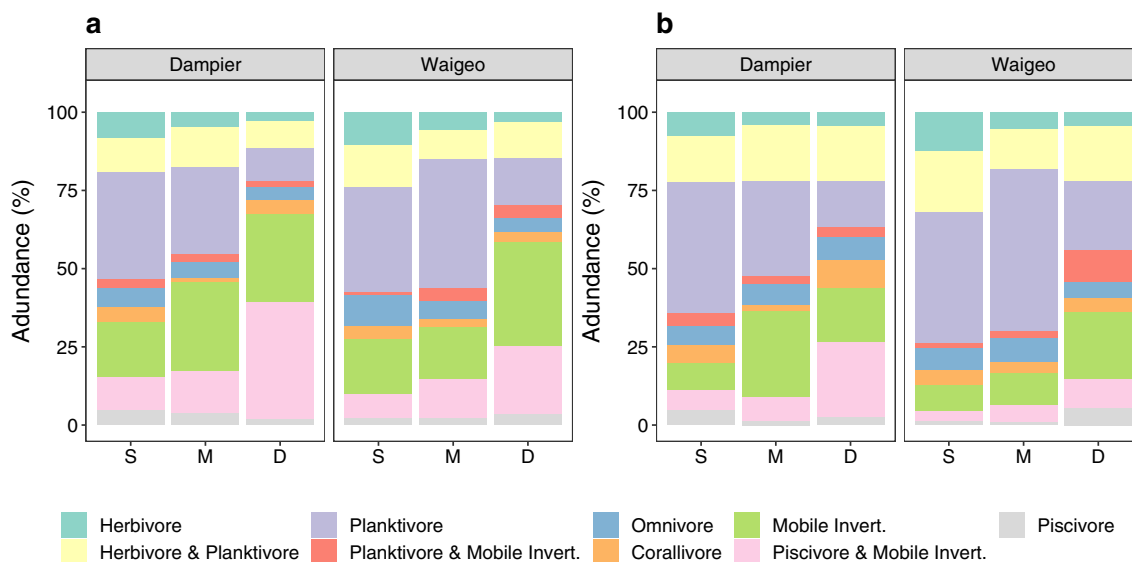 a
b
Dampier
Waigeo
Dampier
Waigeo
100
75
50
25
0
Adundance (%)
100
75
50
25
0
Adundance (%)
S M D
S M D
S M D
S M D
Herbivore
Planktivore
Omnivore
Mobile Invert.
Piscivore
Herbivore & Planktivore
Planktivore & Mobile Invert.
Corallivore
Piscivore & Mobile Invert.